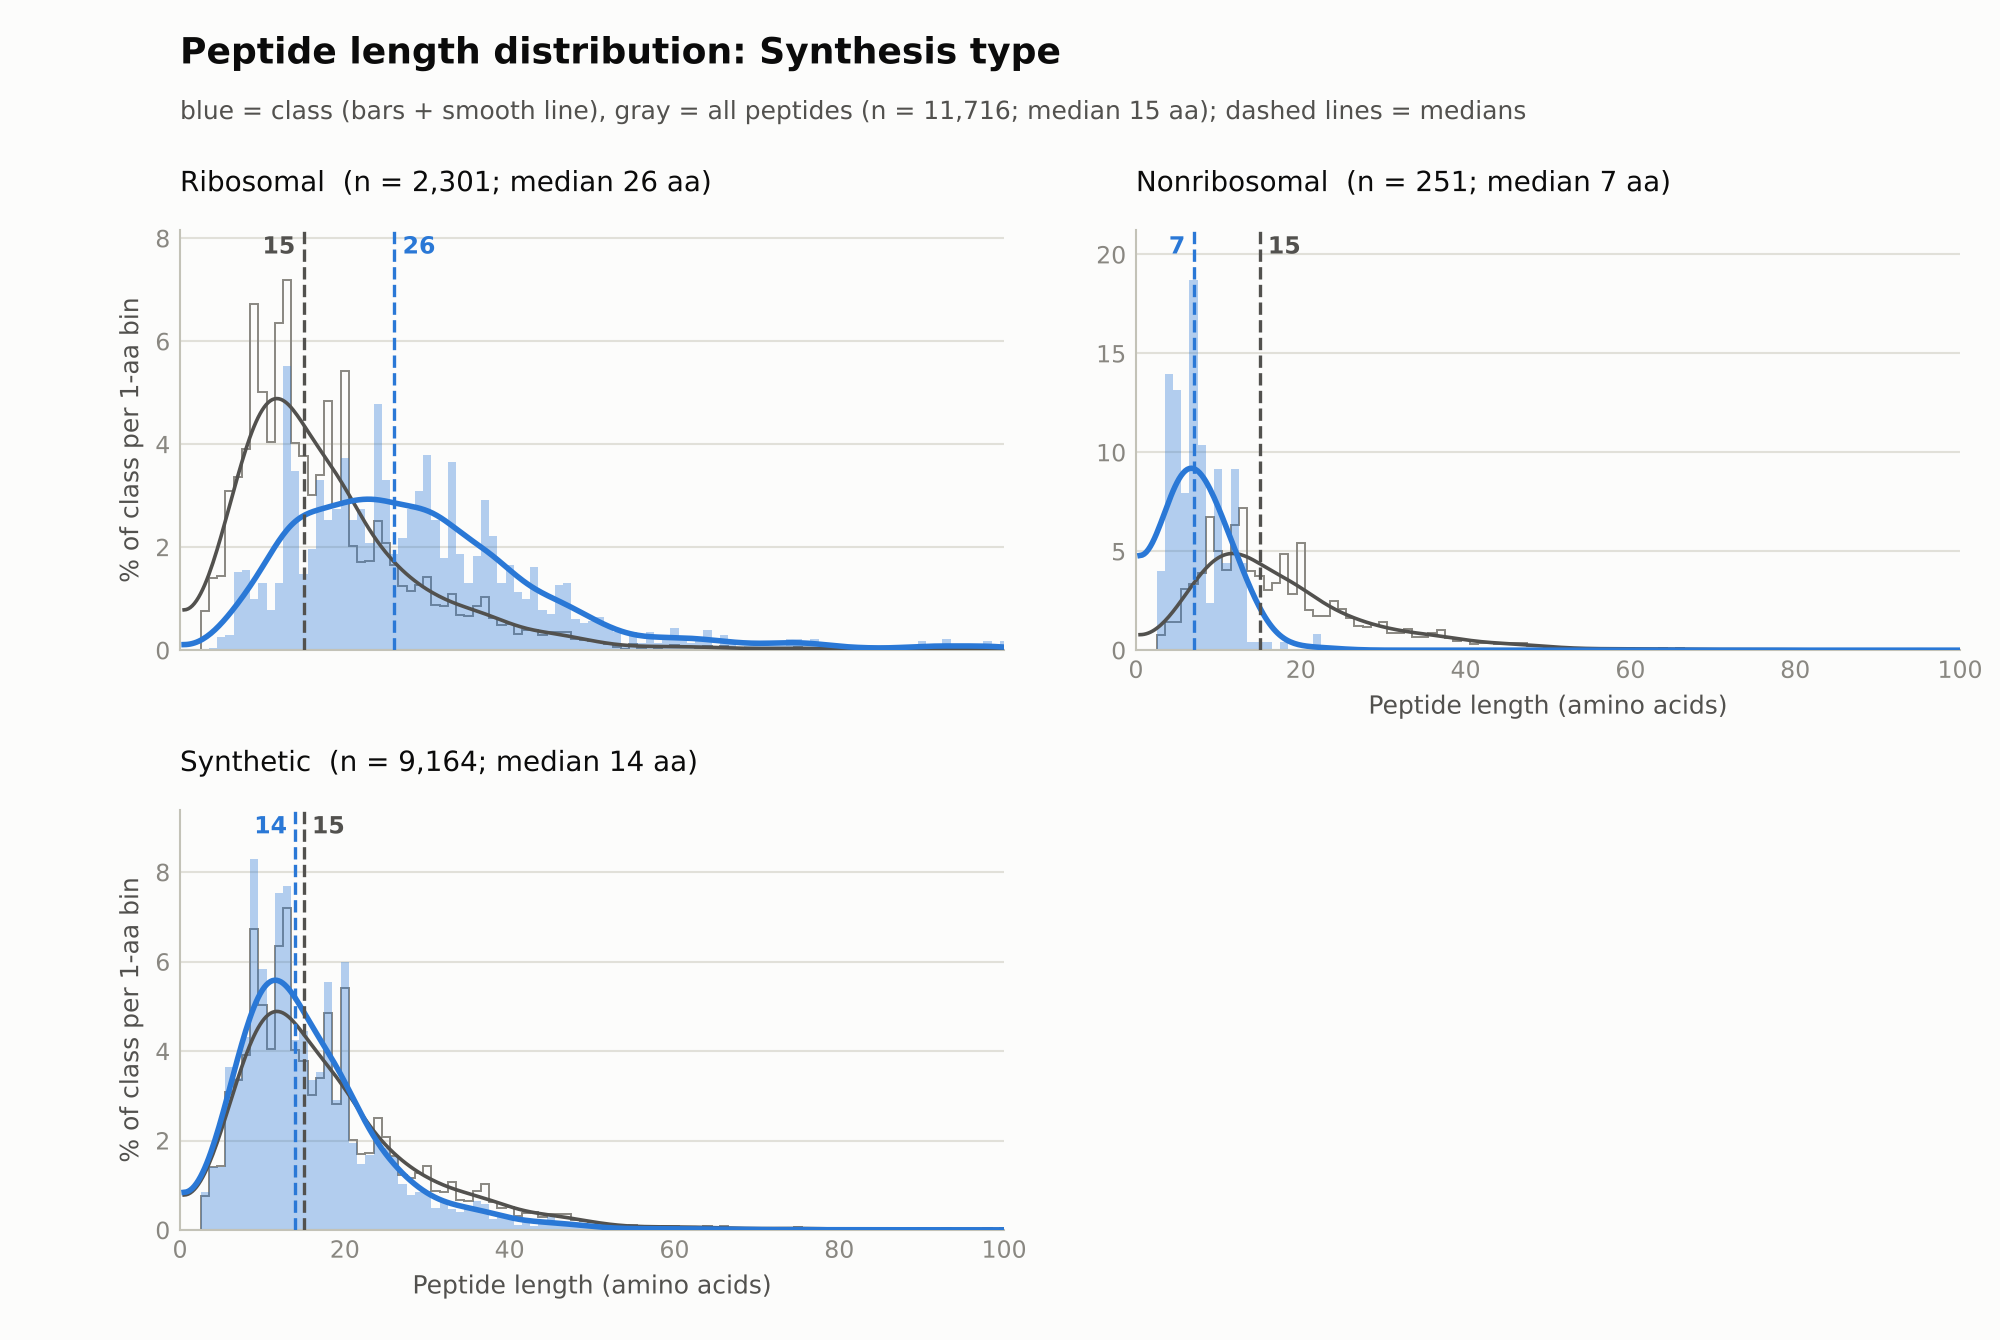 Peptide length distribution: Synthesis type
blue = class (bars + smooth line), gray = all peptides (n = 11,716; median 15 aa); dashed lines = medians
Ribosomal (n = 2,301; median 26 aa)
15
26
8
6
4
2
0
% of class per 1-aa bin
Nonribosomal (n = 251; median 7 aa)
7
15
20
15
10
5
0
0 20 40 60 80 100
Peptide length (amino acids)
Synthetic (n = 9,164; median 14 aa)
14
15
8
6
4
2
0
% of class per 1-aa bin
0 20 40 60 80 100
Peptide length (amino acids)